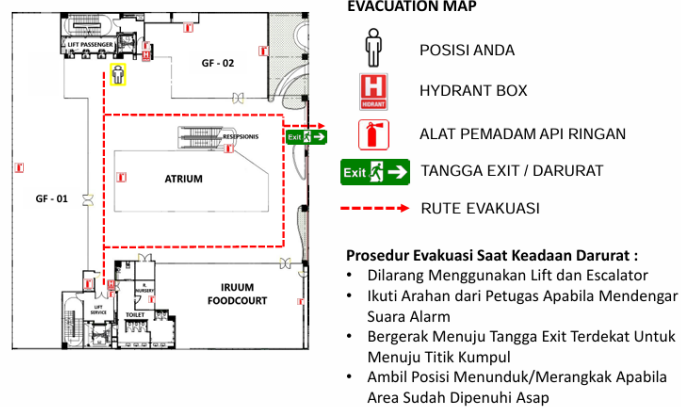 EVACUATION MAP
LIFT PASSENGER
GF - 02
RESEPSIONIS
Exit
ATRIUM
GF - 01
R.
NURSERY
IRUUM
FOODCOURT
LIFT
SERVICE
TOILET
POSISI ANDA
H
HIDRANT
HYDRANT BOX
ALAT PEMADAM API RINGAN
Exit
TANGGA EXIT / DARURAT
RUTE EVAKUASI
Prosedur Evakuasi Saat Keadaan Darurat :
• Dilarang Menggunakan Lift dan Escalator
• Ikuti Arahan dari Petugas Apabila Mendengar
Suara Alarm
• Bergerak Menuju Tangga Exit Terdekat Untuk
Menuju Titik Kumpul
• Ambil Posisi Menunduk/Merangkak Apabila
Area Sudah Dipenuhi Asap